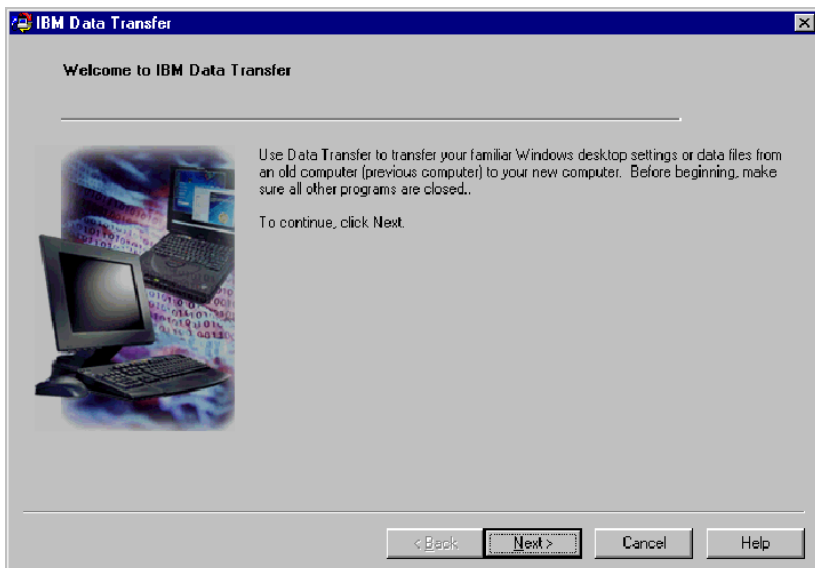 IBM Data Transfer
Welcome to IBM Data Transfer
Use Data Transfer to transfer your familiar Windows desktop settings or data files from
an old computer (previous computer) to your new computer. Before beginning, make
sure all other programs are closed..
To continue, click Next.
< Back
Next >
Cancel
Help